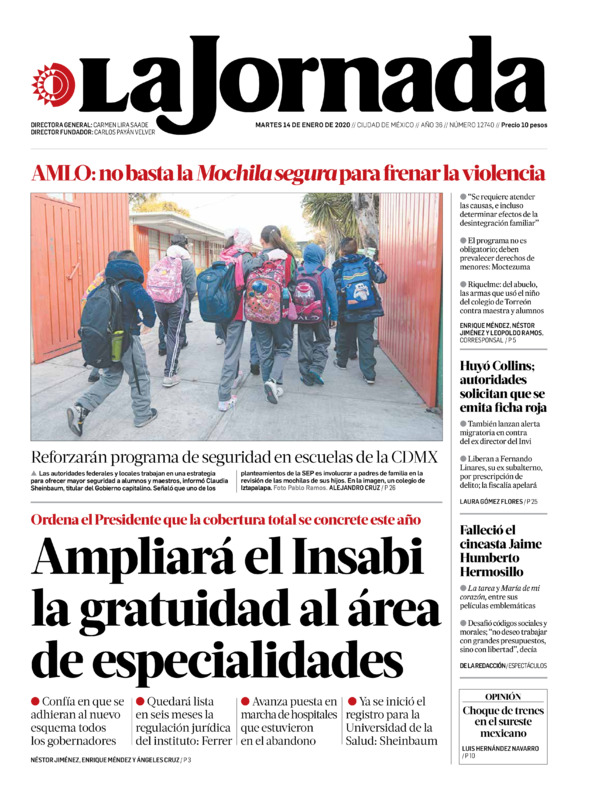 La Jornada
DIRECTORA GENERAL: CARMEN LIRA SAADE
DIRECTOR FUNDADOR: CARLOS PAYÁN VELVER
MARTES 14 DE ENERO DE 2020 // CIUDAD DE MÉXICO // AÑO 36 // NÚMERO 12740 // Precio 10 pesos
AMLO: no basta la Mochila segura para frenar la violencia
Reforzarán programa de seguridad en escuelas de la CDMX
▲ Las autoridades federales y locales trabajan en una estrategia
para ofrecer mayor seguridad a alumnos y maestros, informó Claudia
Sheinbaum, titular del Gobierno capitalino. Señaló que uno de los
planteamientos de la SEP es involucrar a padres de familia en la
revisión de las mochilas de sus hijos. En la imagen, un colegio de
Iztapalapa. Foto Pablo Ramos. ALEJANDRO CRUZ / P 26
● "Se requiere atender
las causas, e incluso
determinar efectos de la
desintegración familiar"
● El programa no es
obligatorio; deben
prevalecer derechos de
menores: Moctezuma
● Riquelme: del abuelo,
las armas que usó el niño
del colegio de Torreón
contra maestra y alumnos
ENRIQUE MÉNDEZ, NÉSTOR
JIMÉNEZ Y LEOPOLDO RAMOS,
CORRESPONSAL / P 5
Huyó Collins;
autoridades
solicitan que se
emita ficha roja
● También lanzan alerta
migratoria en contra
del ex director del Invi
● Liberan a Fernando
Linares, su ex subalterno,
por prescripción de
delito; la fiscalía apelará
LAURA GÓMEZ FLORES / P 25
Falleció el
cineasta Jaime
Humberto
Hermosillo
● La tarea y María de mi
corazón, entre sus
películas emblemáticas
● Desafió códigos sociales y
morales; "no deseo trabajar
con grandes presupuestos,
sino con libertad", decía
DE LA REDACCIÓN / ESPECTÁCULOS
Ordena el Presidente que la cobertura total se concrete este año
Ampliará el Insabi
la gratuidad al área
de especialidades
● Confía en que se
adhieran al nuevo
esquema todos
los gobernadores
● Quedará lista
en seis meses la
regulación jurídica
del instituto: Ferrer
● Avanza puesta en
marcha de hospitales
que estuvieron
en el abandono
● Ya se inició el
registro para la
Universidad de la
Salud: Sheinbaum
NÉSTOR JIMÉNEZ, ENRIQUE MÉNDEZ Y ÁNGELES CRUZ / P 3
OPINIÓN
Choque de trenes
en el sureste
mexicano
LUIS HERNÁNDEZ NAVARRO
/ P 10